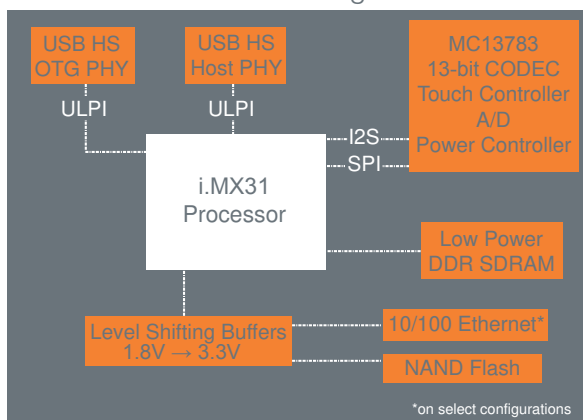 USB HS
OTG PHY
USB HS
Host PHY
MC13783
13-bit CODEC
Touch Controller
A/D
Power Controller
ULPI
ULPI
I2S
SPI
i.MX31
Processor
Low Power
DDR SDRAM
Level Shifting Buffers
1.8V → 3.3V
10/100 Ethernet*
NAND Flash
*on select configurations